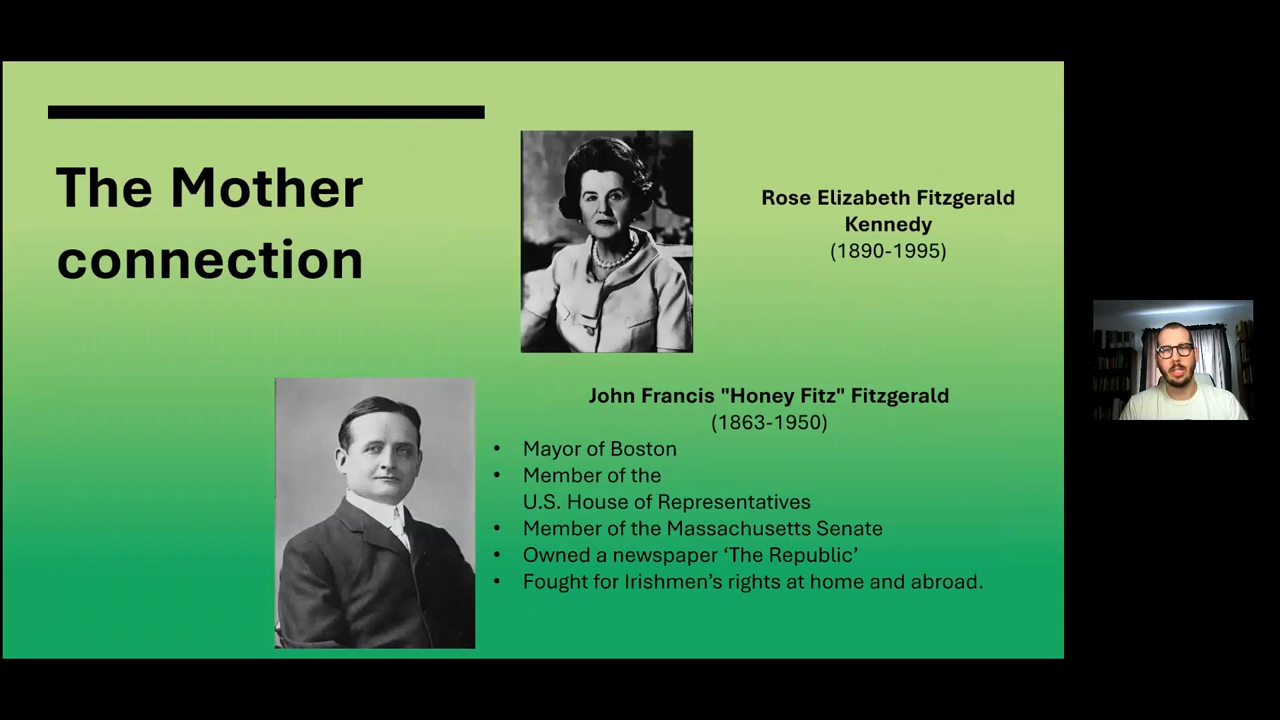 The Mother
connection
Rose Elizabeth Fitzgerald
Kennedy
(1890-1995)
John Francis "Honey Fitz" Fitzgerald
(1863-1950)
• Mayor of Boston
• Member of the
U.S. House of Representatives
• Member of the Massachusetts Senate
• Owned a newspaper ‘The Republic’
• Fought for Irishmen’s rights at home and abroad.